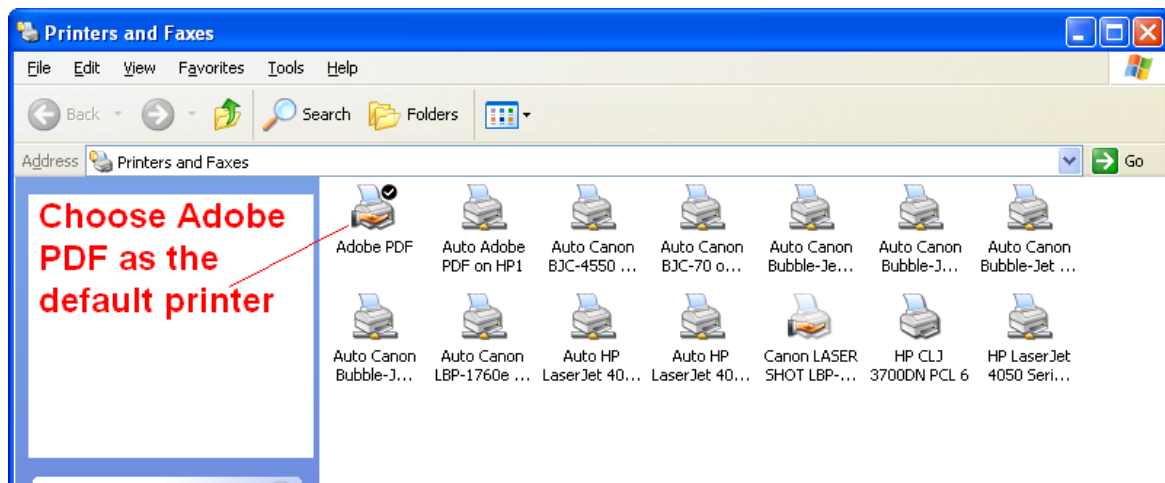 Printers and Faxes
File Edit View Favorites Tools Help
Back Search Folders
Address Printers and Faxes Go
Choose Adobe
PDF as the
default printer
Adobe PDF
Auto Adobe
PDF on HP1
Auto Canon
BJC-4550 ...
Auto Canon
BJC-70 o...
Auto Canon
Bubble-Je...
Auto Canon
Bubble-J...
Auto Canon
Bubble-Jet ...
Auto Canon
Bubble-J...
Auto Canon
LBP-1760e ...
Auto HP
LaserJet 40...
Auto HP
LaserJet 40...
Canon LASER
SHOT LBP-...
HP CLJ
3700DN PCL 6
HP LaserJet
4050 Seri...